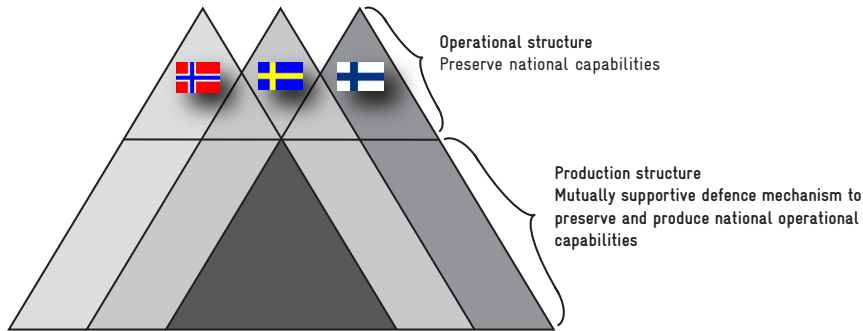 Operational structure
Preserve national capabilities
Production structure
Mutually supportive defence mechanism to
preserve and produce national operational
capabilities